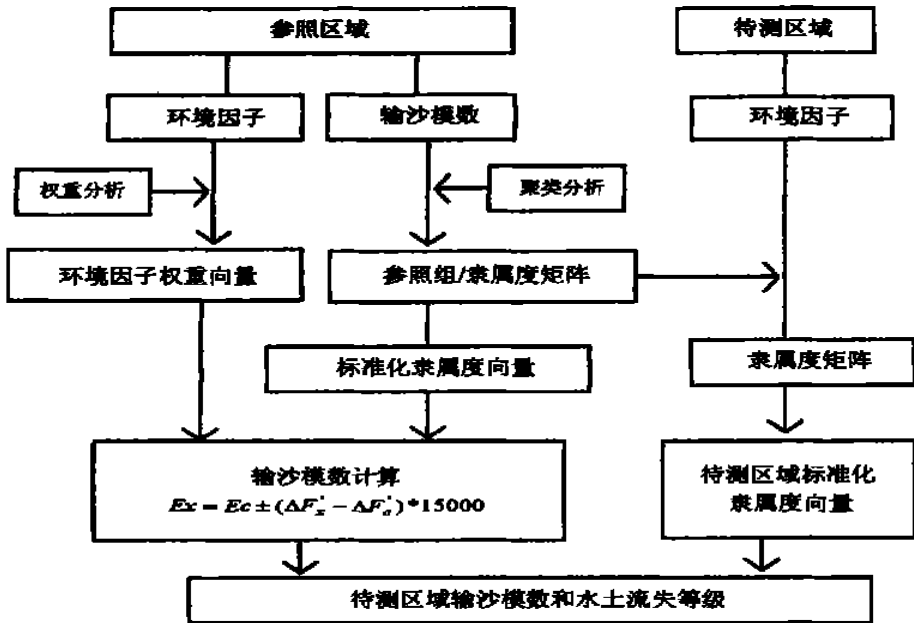 参照区域
待测区域
环境因子
输沙模数
环境因子
权重分析
聚类分析
环境因子权重向量
参照组/隶属度矩阵
标准化隶属度向量
隶属度矩阵
输沙模数计算
Ex = Ec ± (ΔF*x − ΔF*a)*15000
待测区域标准化
隶属度向量
待测区域输沙模数和水土流失等级